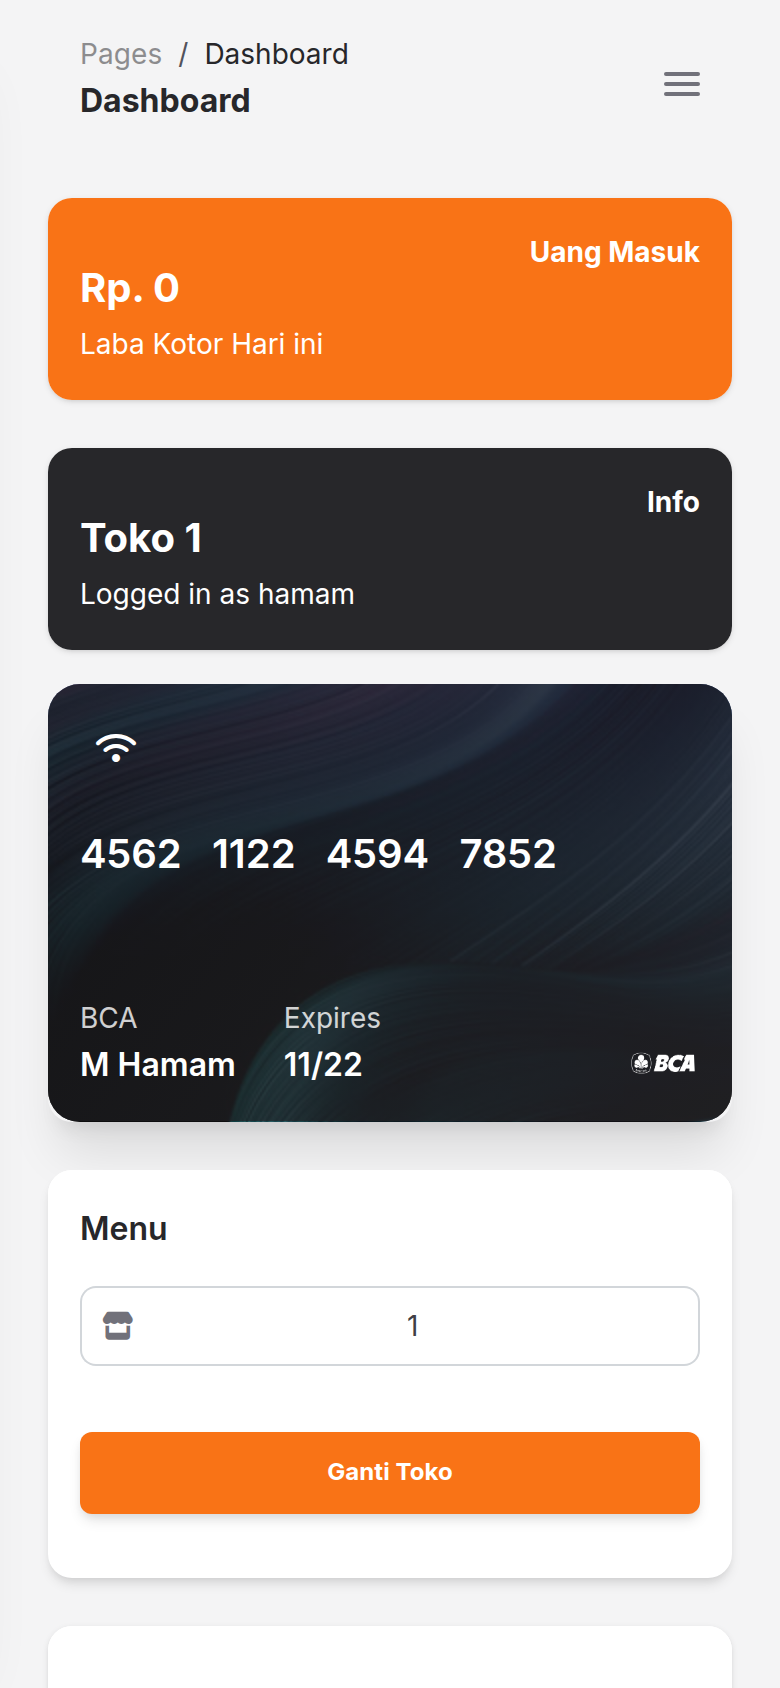 Pages / Dashboard
Dashboard
Uang Masuk
Rp. 0
Laba Kotor Hari ini
Info
Toko 1
Logged in as hamam
4562 1122 4594 7852
BCA Expires
M Hamam 11/22
BCA
Menu
1
Ganti Toko